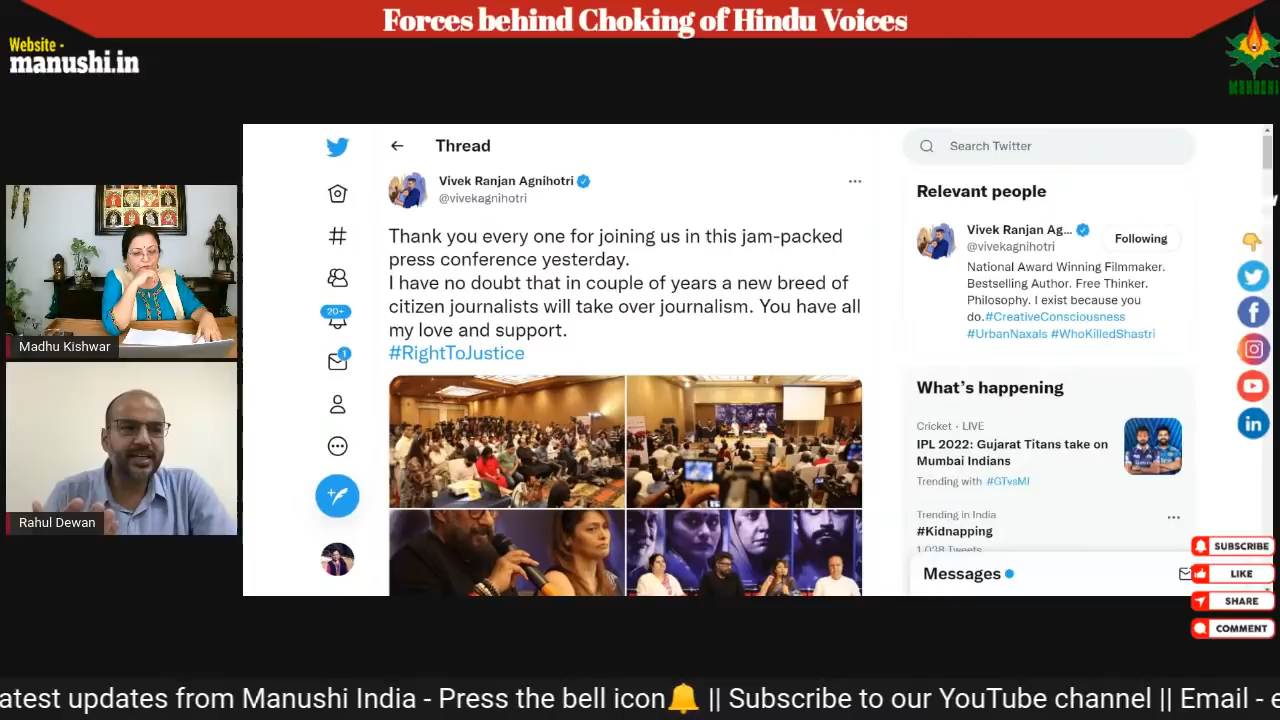 Forces behind Choking of Hindu Voices
Website -
manushi.in
MANUSHI
Madhu Kishwar
Rahul Dewan
20+
1
Thread
Vivek Ranjan Agnihotri
@vivekagnihotri
Thank you every one for joining us in this jam-packed
press conference yesterday.
I have no doubt that in couple of years a new breed of
citizen journalists will take over journalism. You have all
my love and support.
#RightToJustice
Search Twitter
Relevant people
Vivek Ranjan Ag...
@vivekagnihotri
Following
National Award Winning Filmmaker.
Bestselling Author. Free Thinker.
Philosophy. I exist because you
do.#CreativeConsciousness
#UrbanNaxals #WhoKilledShastri
What's happening
Cricket · LIVE
IPL 2022: Gujarat Titans take on
Mumbai Indians
Trending with #GTvsMI
Trending in India
#Kidnapping
1,038 Tweets
Messages
SUBSCRIBE
LIKE
SHARE
COMMENT
atest updates from Manushi India - Press the bell icon🔔 || Subscribe to our YouTube channel || Email - e